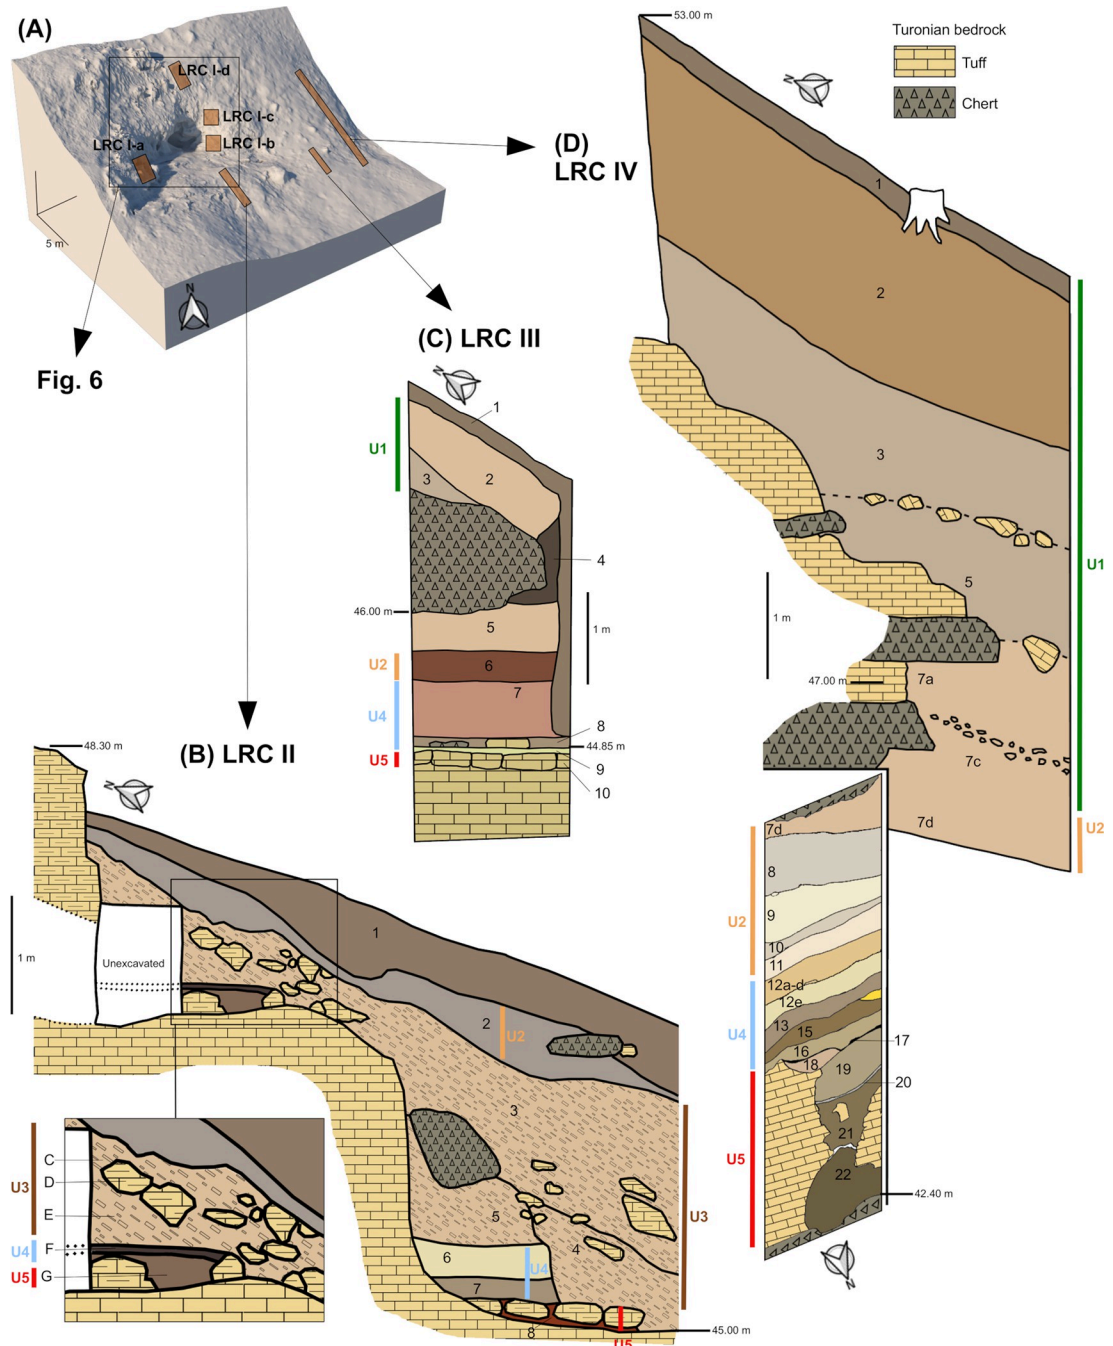 (A)
LRC I-d
LRC I-c
LRC I-b
LRC I-a
5 m
N
Fig. 6
53.00 m
Turonian bedrock
Tuff
Chert
N
(D)
LRC IV
1
2
3
5
7a
47.00 m
7c
7d
1 m
U1
U2
(C) LRC III
N
U1
1
2
3
4
46.00 m
5
1 m
U2
6
U4
7
8
44.85 m
U5
9
10
(B) LRC II
48.30 m
N
1
1 m
Unexcavated
2
U2
3
5
4
6
U4
7
8
U5
45.00 m
U3
U3
C
D
E
U4
F
U5
G
7d
8
U2
9
10
11
12a-d
12e
U4
13
15
16
17
18
19
20
U5
21
22
42.40 m
N